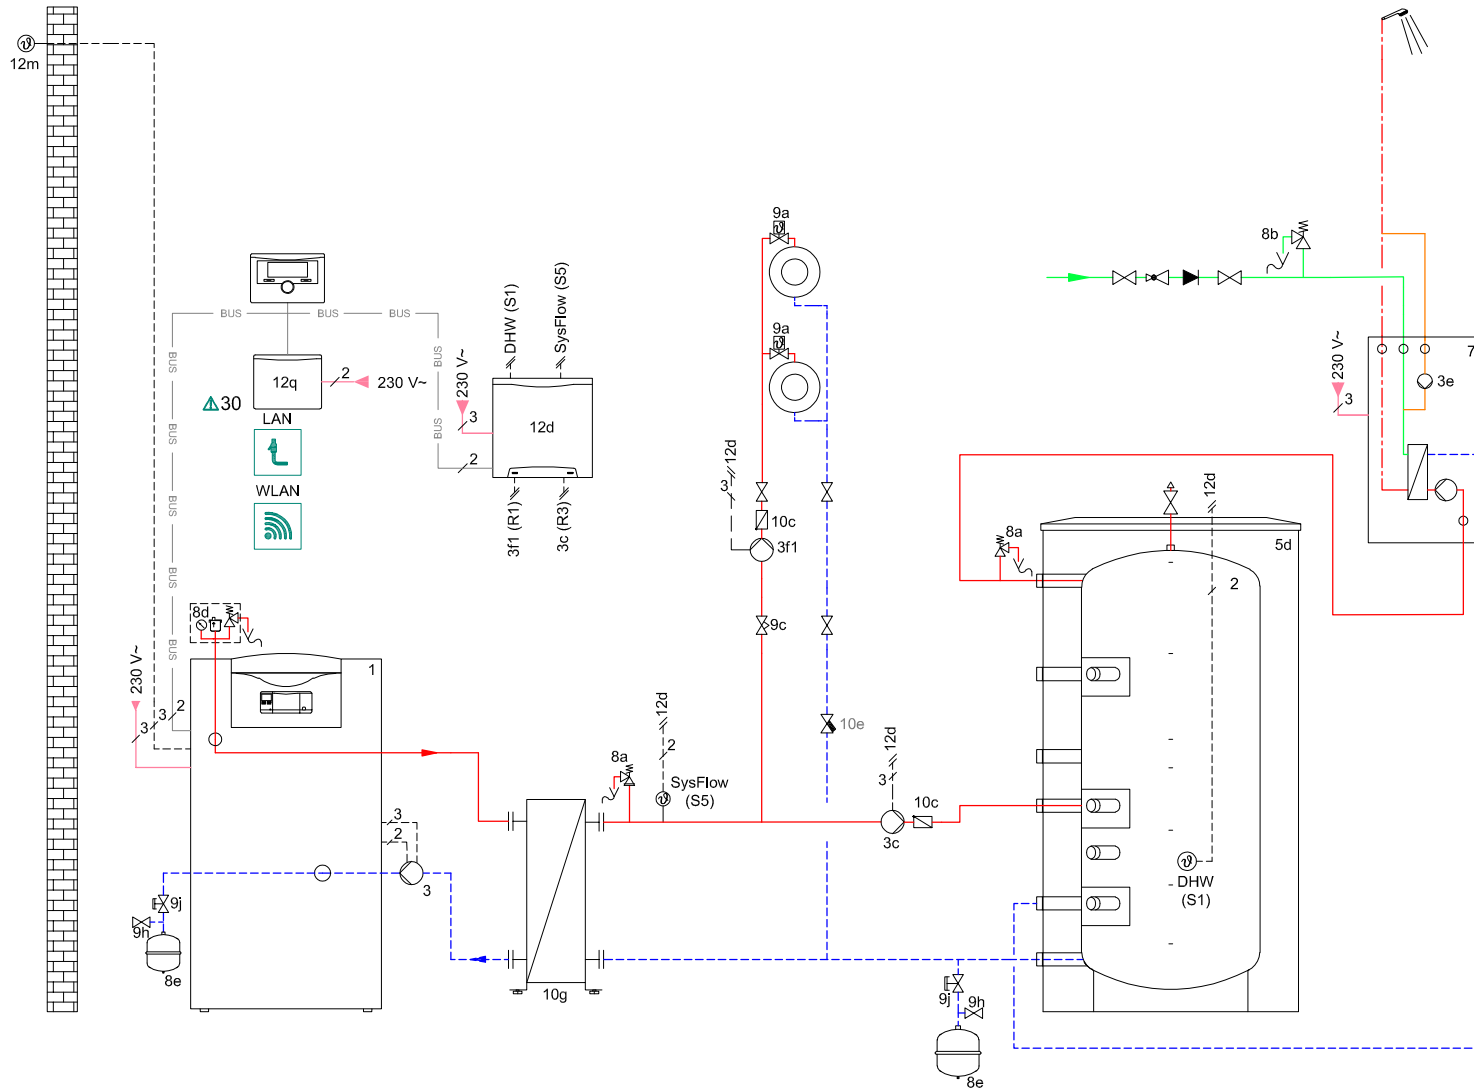 12m
9a
8b
BUS
BUS
BUS
DHW (S1)
SysFlow (S5)
BUS
BUS
9a
7
230 V~
3
3e
12q
2
230 V~
230 V~
3
30
LAN
12d
BUS
BUS
2
12d
3
WLAN
3f1 (R1)
3c (R3)
10c
3f1
12d
8a
5d
BUS
BUS
2
8d
9c
BUS
230 V~
1
3
3
2
12d
2
10e
12d
3
8a
SysFlow
(S5)
10c
3c
3
2
3
DHW
(S1)
9j
9h
8e
10g
9j
9h
8e